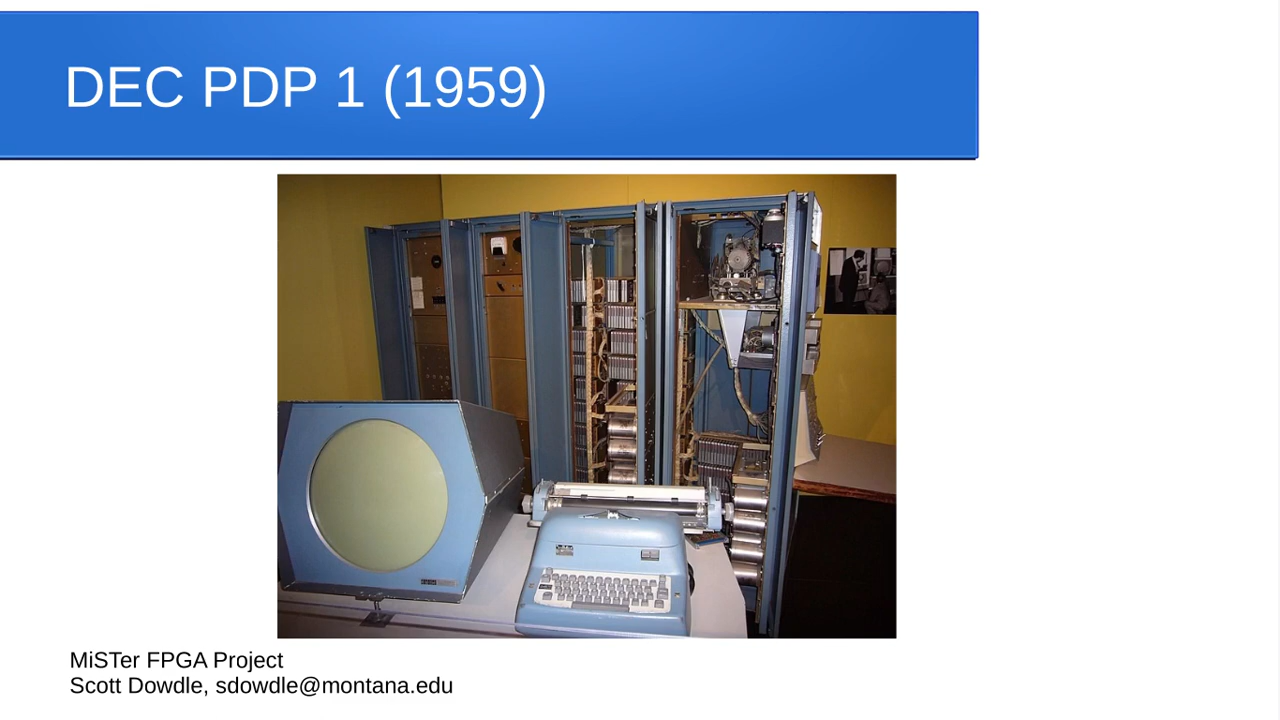 DEC PDP 1 (1959)
MiSTer FPGA Project
Scott Dowdle, sdowdle@montana.edu